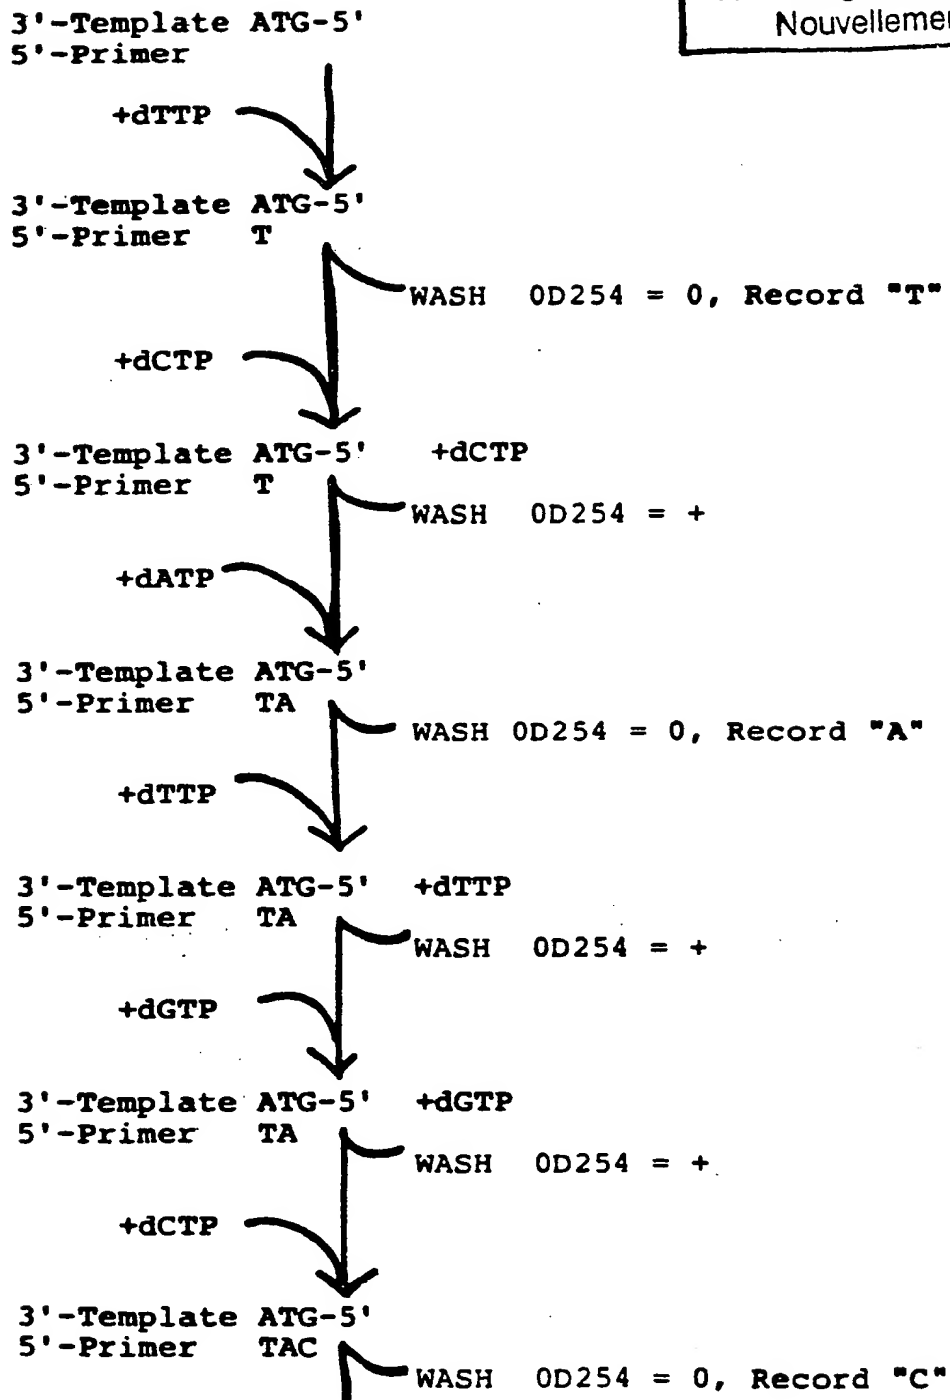 Nouvellement
3'-Template ATG-5'
5'-Primer
+dTTP
3'-Template ATG-5'
5'-Primer T
WASH OD254 = 0, Record "T"
+dCTP
3'-Template ATG-5' +dCTP
5'-Primer T
WASH OD254 = +
+dATP
3'-Template ATG-5'
5'-Primer TA
WASH OD254 = 0, Record "A"
+dTTP
3'-Template ATG-5' +dTTP
5'-Primer TA
WASH OD254 = +
+dGTP
3'-Template ATG-5' +dGTP
5'-Primer TA
WASH OD254 = +
+dCTP
3'-Template ATG-5'
5'-Primer TAC
WASH OD254 = 0, Record "C"